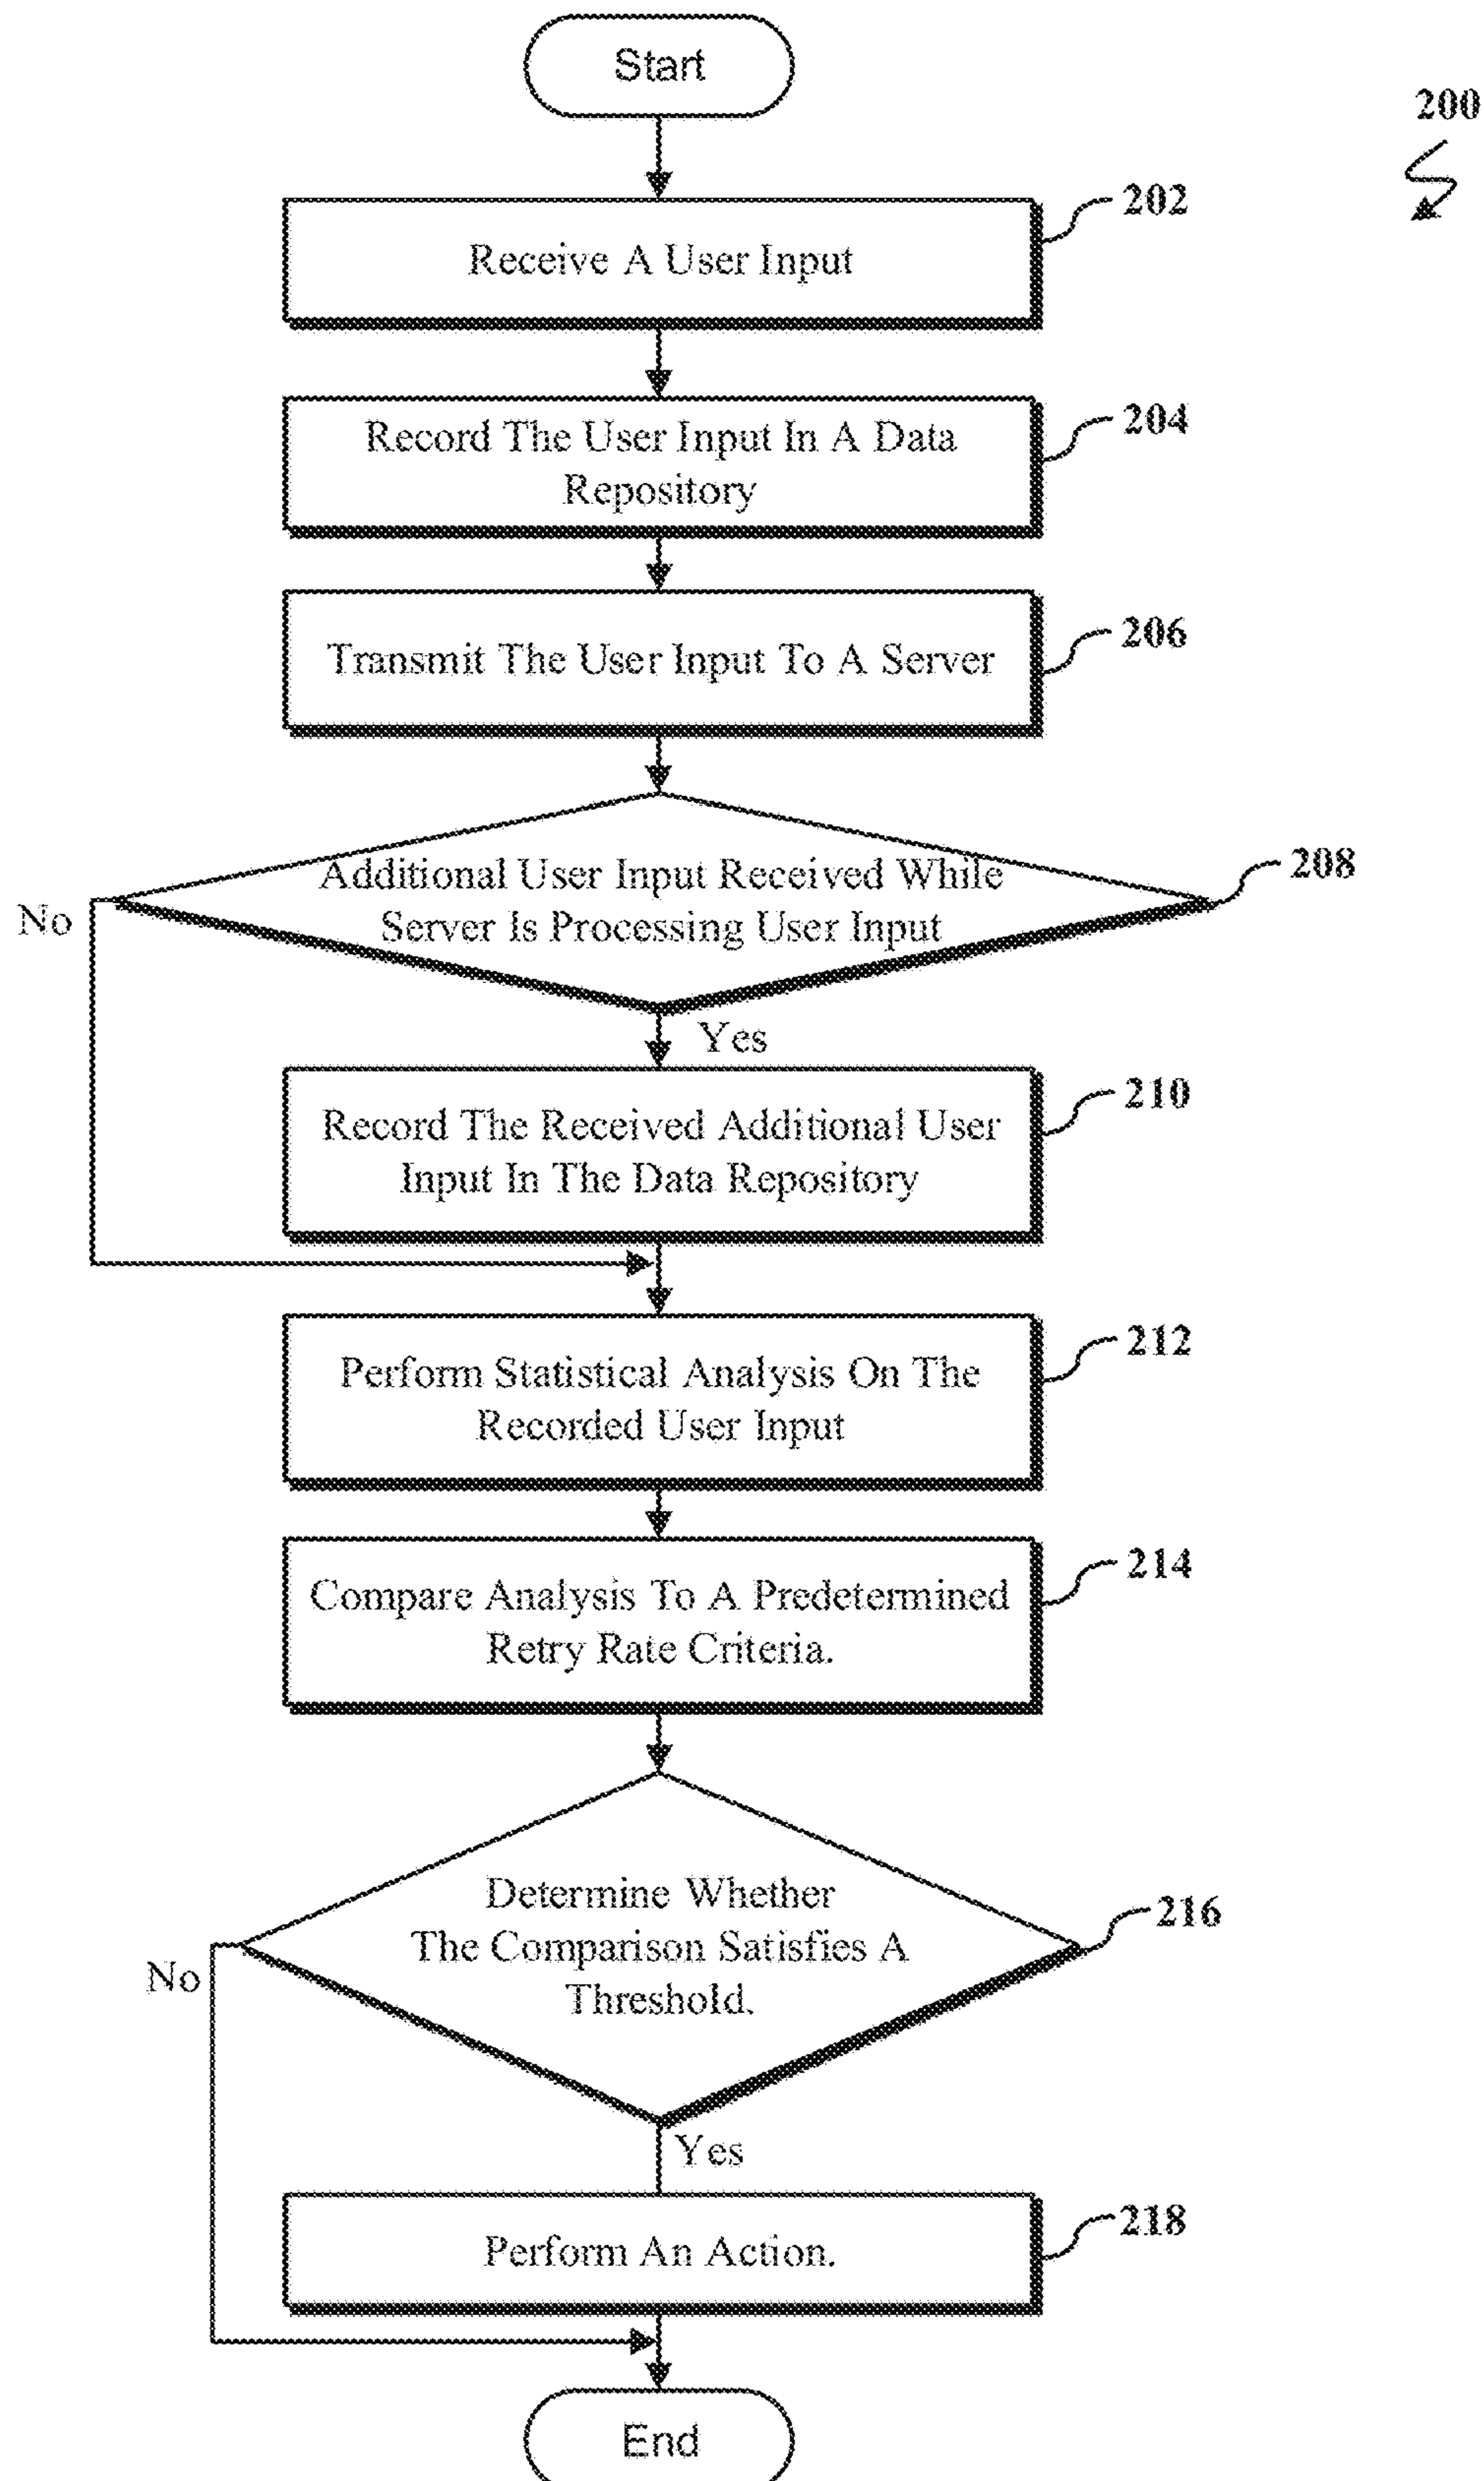 Start
200
202
Receive A User Input
204
Record The User Input In A Data
Repository
206
Transmit The User Input To A Server
208
Additional User Input Received While
Server Is Processing User Input
No
Yes
210
Record The Received Additional User
Input In The Data Repository
212
Perform Statistical Analysis On The
Recorded User Input
214
Compare Analysis To A Predetermined
Retry Rate Criteria.
216
Determine Whether
The Comparison Satisfies A
Threshold.
No
Yes
218
Perform An Action.
End